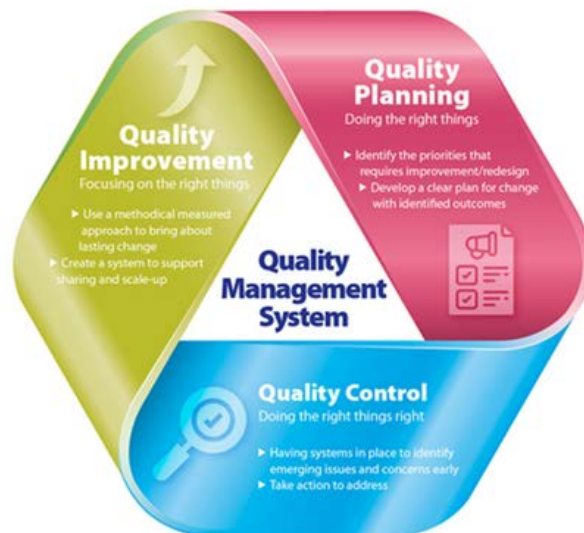 Quality
Improvement
Focusing on the right things
▶ Use a methodical measured
approach to bring about
lasting change
▶ Create a system to support
sharing and scale-up
Quality
Planning
Doing the right things
▶ Identify the priorities that
requires improvement/redesign
▶ Develop a clear plan for change
with identified outcomes
Quality
Management
System
Quality Control
Doing the right things right
▶ Having systems in place to identify
emerging issues and concerns early
▶ Take action to address